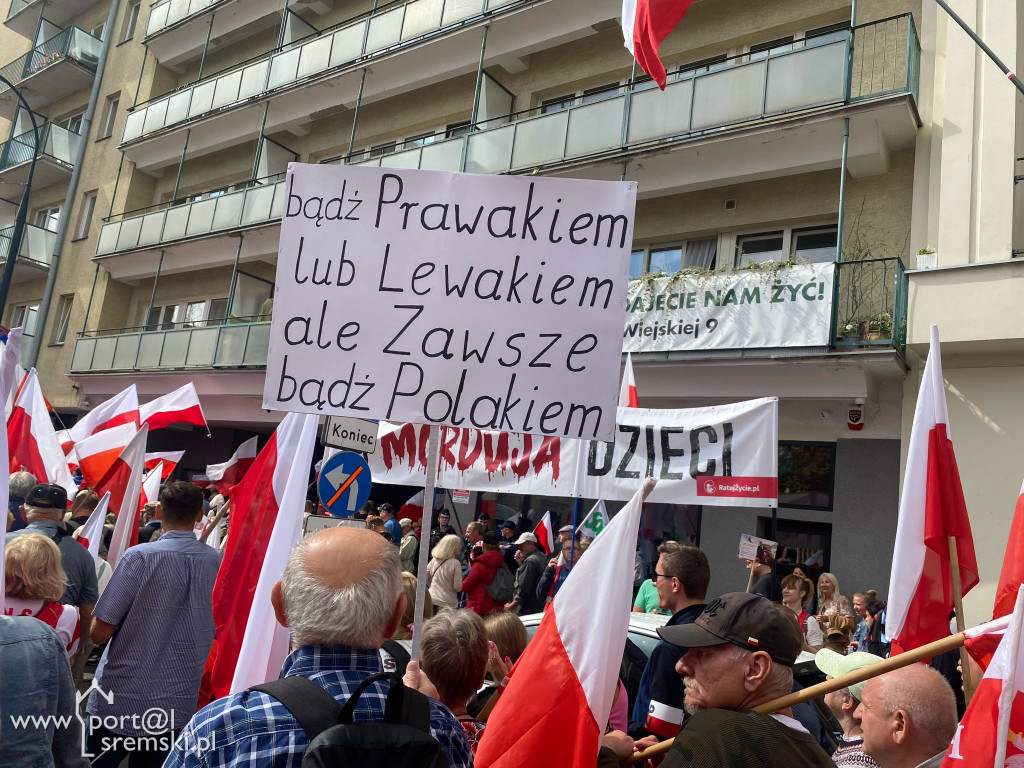 bądź Prawakiem
lub Lewakiem
ale Zawsze
bądź Polakiem
DAJECIE NAM ŻYĆ!
Wiejskiej 9
MORDUJĄ DZIECI
RatujŻycie.pl
Koniec
www.port@l
sremski.pl